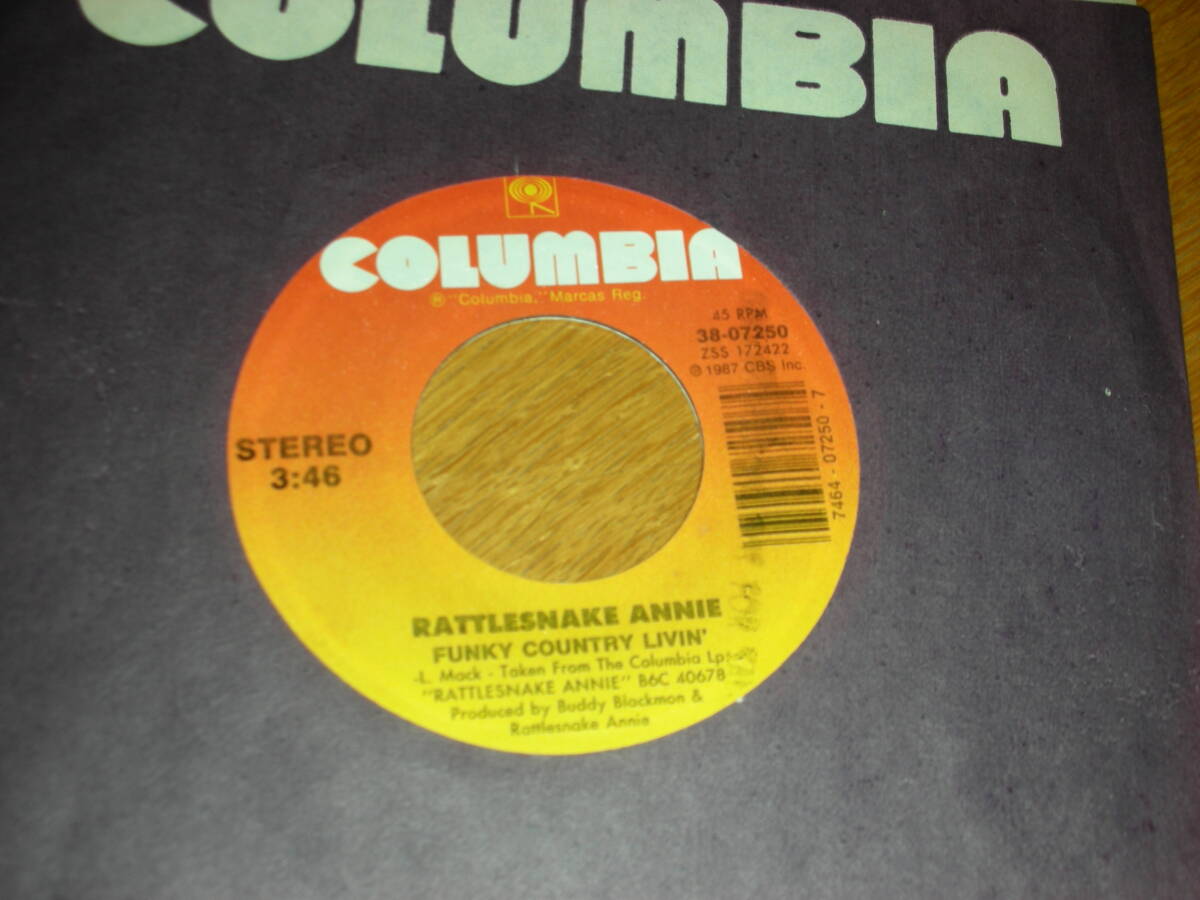 COLUMBIA
COLUMBIA
® "Columbia," Marcas Reg.
45 RPM
38-07250
ZSS 172422
© 1987 CBS Inc.
7464 - 07250 - 7
STEREO
3:46
RATTLESNAKE ANNIE
FUNKY COUNTRY LIVIN'
-L. Mack - Taken From The Columbia Lp:
"RATTLESNAKE ANNIE" B6C 40678
Produced by Buddy Blackmon &
Rattlesnake Annie